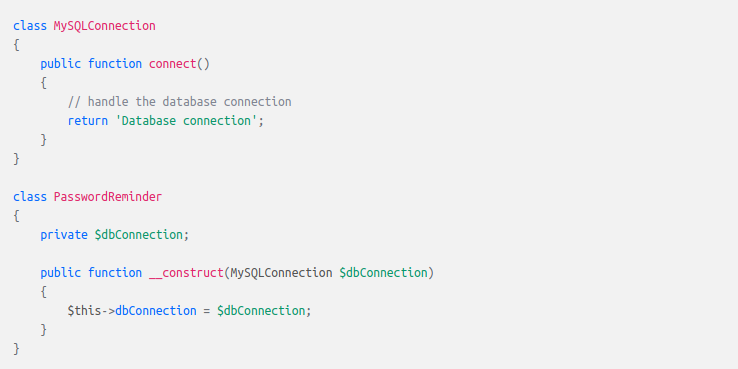 class MySQLConnection
{
    public function connect()
    {
        // handle the database connection
        return 'Database connection';
    }
}

class PasswordReminder
{
    private $dbConnection;

    public function __construct(MySQLConnection $dbConnection)
    {
        $this->dbConnection = $dbConnection;
    }
}